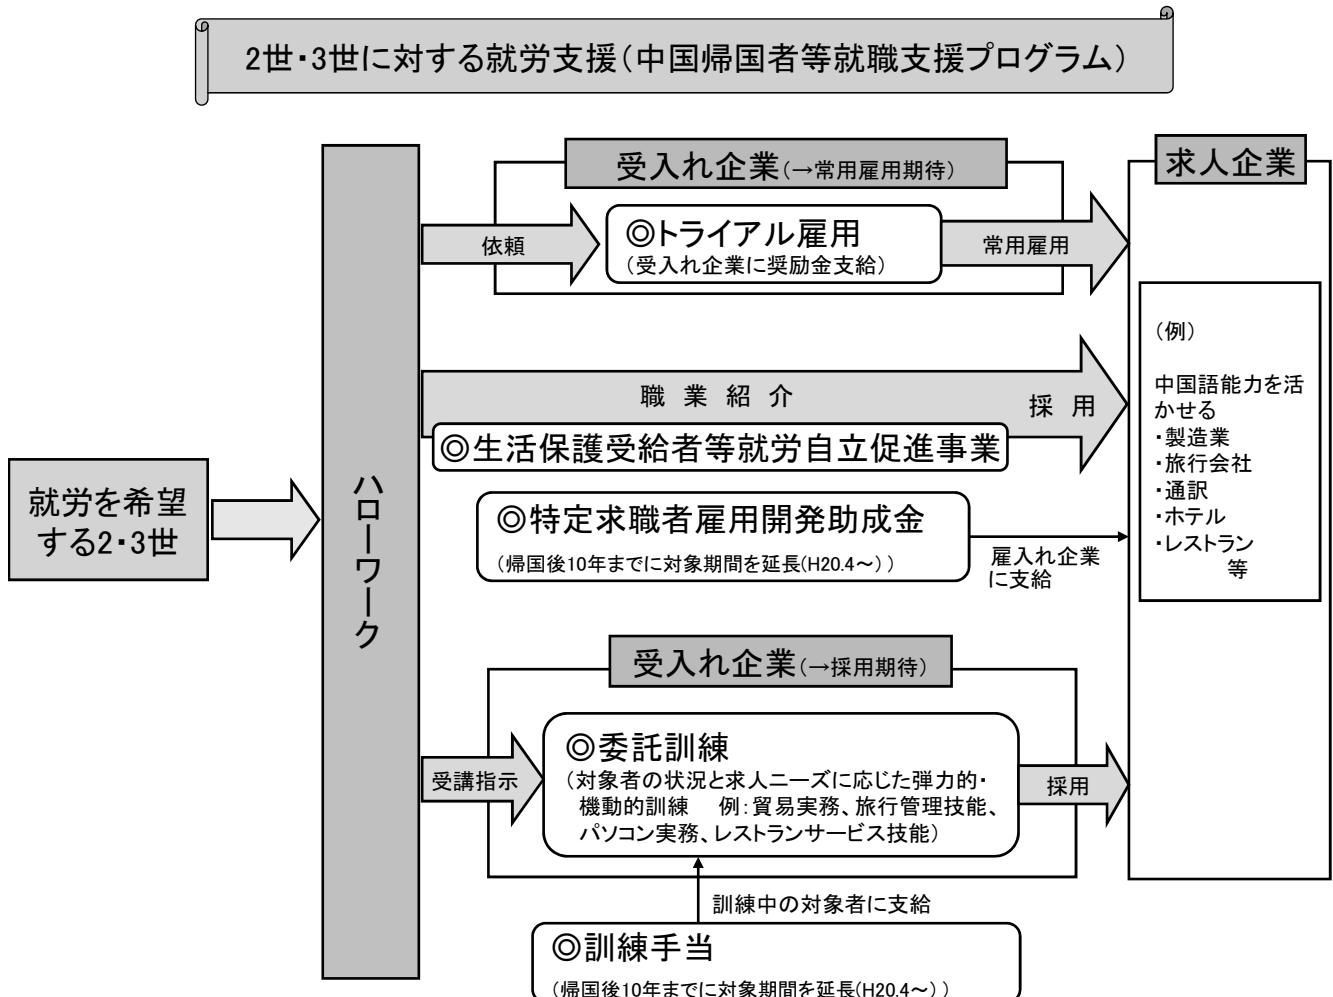 2世・3世に対する就労支援（中国帰国者等就職支援プログラム）
受入れ企業（→常用雇用期待）
求人企業
依頼
◎トライアル雇用
（受入れ企業に奨励金支給）
常用雇用
（例）
中国語能力を活
かせる
・製造業
・旅行会社
・通訳
・ホテル
・レストラン
等
職業紹介
採用
◎生活保護受給者等就労自立促進事業
就労を希望
する2・3世
ハローワーク
◎特定求職者雇用開発助成金
（帰国後10年までに対象期間を延長(H20.4～)）
雇入れ企業
に支給
受入れ企業（→採用期待）
受講指示
◎委託訓練
（対象者の状況と求人ニーズに応じた弾力的・
機動的訓練　例：貿易実務、旅行管理技能、
パソコン実務、レストランサービス技能）
採用
訓練中の対象者に支給
◎訓練手当
（帰国後10年までに対象期間を延長(H20.4～)）